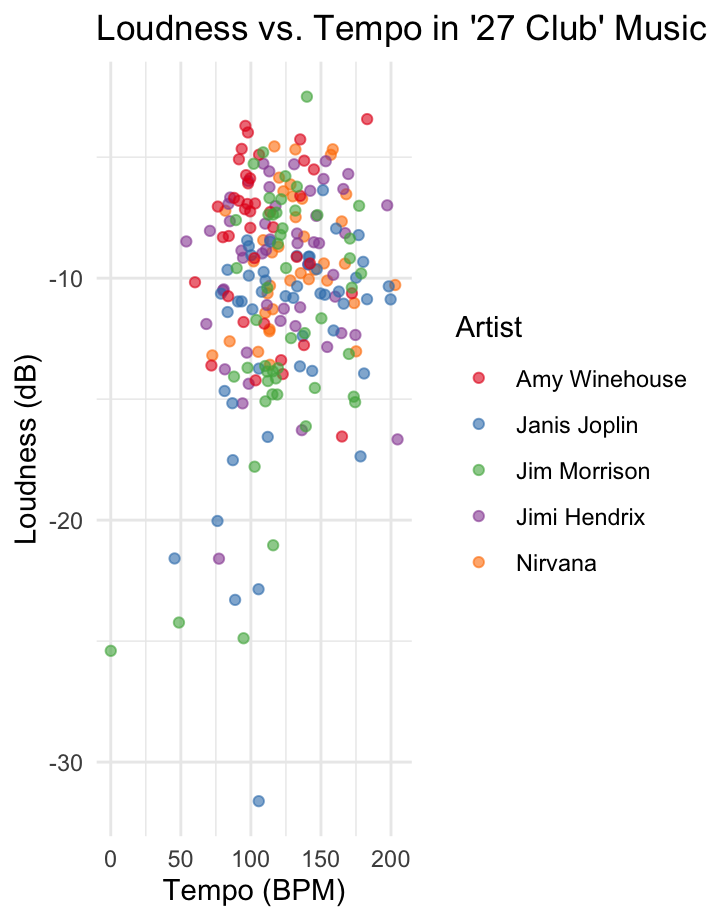 Loudness vs. Tempo in '27 Club' Music
Loudness (dB)
-10
-20
-30
0 50 100 150 200
Tempo (BPM)
Artist
Amy Winehouse
Janis Joplin
Jim Morrison
Jimi Hendrix
Nirvana